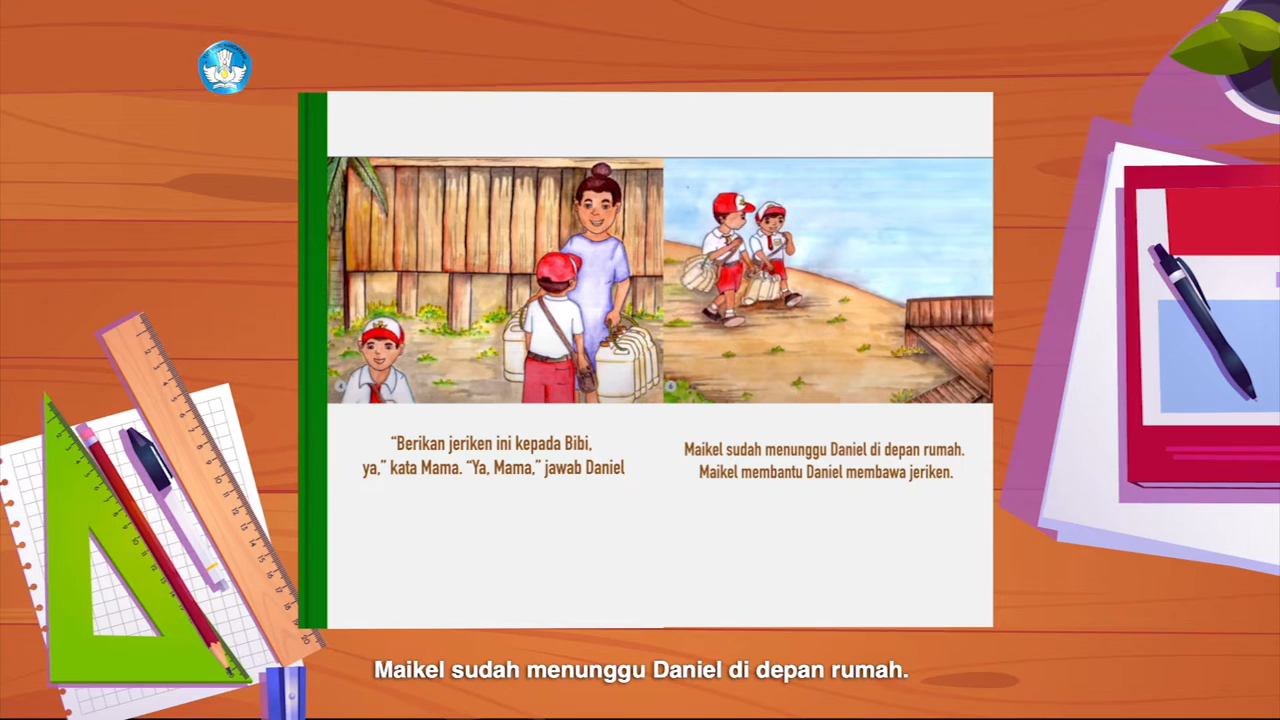 “Berikan jeriken ini kepada Bibi,
ya,” kata Mama. “Ya, Mama,” jawab Daniel
Maikel sudah menunggu Daniel di depan rumah.
Maikel membantu Daniel membawa jeriken.
Maikel sudah menunggu Daniel di depan rumah.